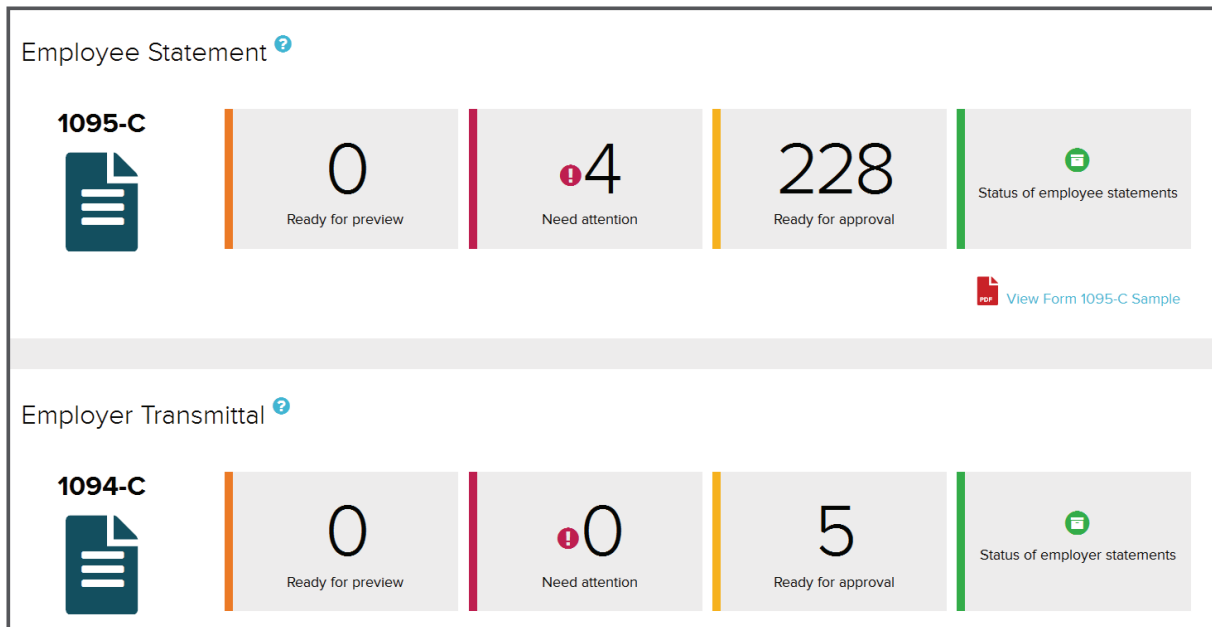 Employee Statement ?
1095-C
0
Ready for preview
! 4
Need attention
228
Ready for approval
Status of employee statements
PDF
View Form 1095-C Sample
Employer Transmittal ?
1094-C
0
Ready for preview
! 0
Need attention
5
Ready for approval
Status of employer statements